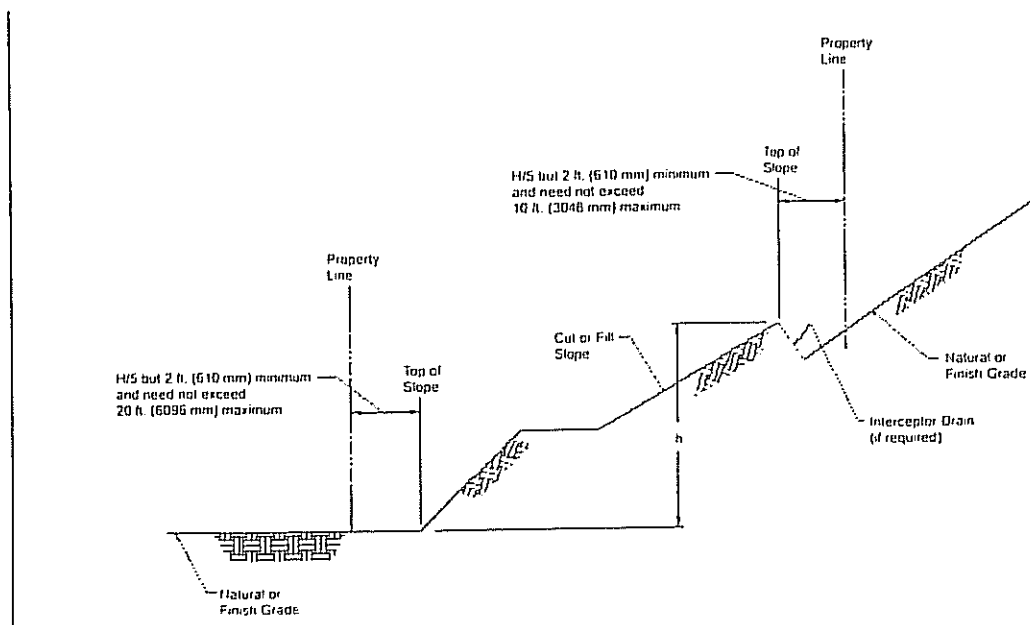 Property
Line
Top of
Slope
H/5 but 2 ft. (610 mm) minimum
and need not exceed
10 ft. (3048 mm) maximum
Property
Line
Cut or Fill
Slope
Natural or
Finish Grade
H/5 but 2 ft. (610 mm) minimum
and need not exceed
20 ft. (6096 mm) maximum
Top of
Slope
Interceptor Drain
(if required)
h
Natural or
Finish Grade